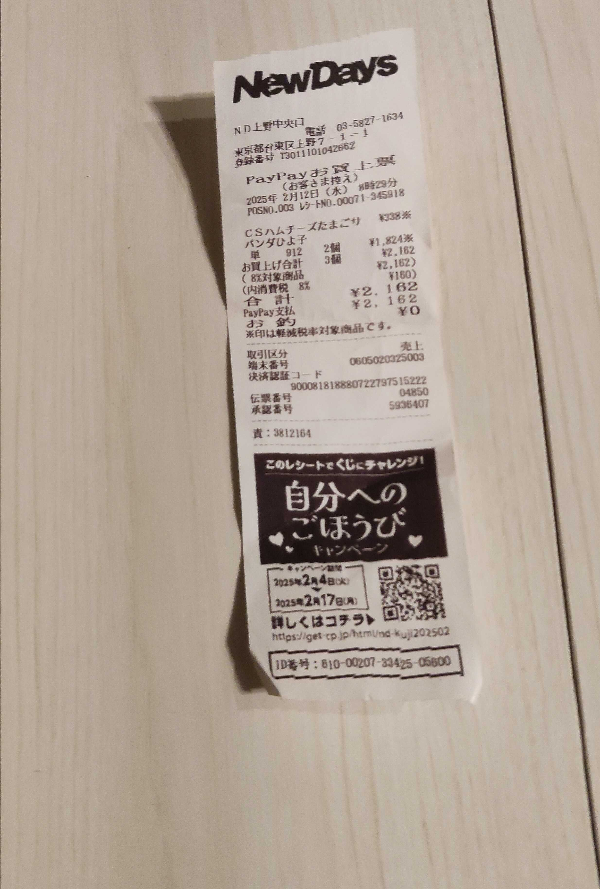 NewDays
ND上野中央口
電話 03-5827-1634
東京都台東区上野7-1-1
登録番号 T3011101042662
PayPayお買上票
(お客さま控え)
2025年 2月12日(水) 8時29分
POSNO.003 レシートNO.00071-345918
CSハムチーズたまごサ ¥338※
パンダひよ子
単 912 2個 ¥1,824※
お買上げ合計 3個 ¥2,162
( 8%対象商品 ¥2,162)
(内消費税 8% ¥160)
合 計 ¥2,162
PayPay支払 ¥2,162
お 釣 ¥0
※印は軽減税率対象商品です。
取引区分 売上
端末番号 0605020325003
決済認証コード
90008181888072279751522​2
伝票番号 04850
承認番号 5936407
責:3812164
このレシートでくじにチャレンジ!
自分への
ごほうび
キャンペーン
キャンペーン期間
2025年2月4日(火)
~
2025年2月17日(月)
詳しくはコチラ▶
https://get-cp.jp/html/nd-kuji202502
ID番号:810-00207-33425-05800